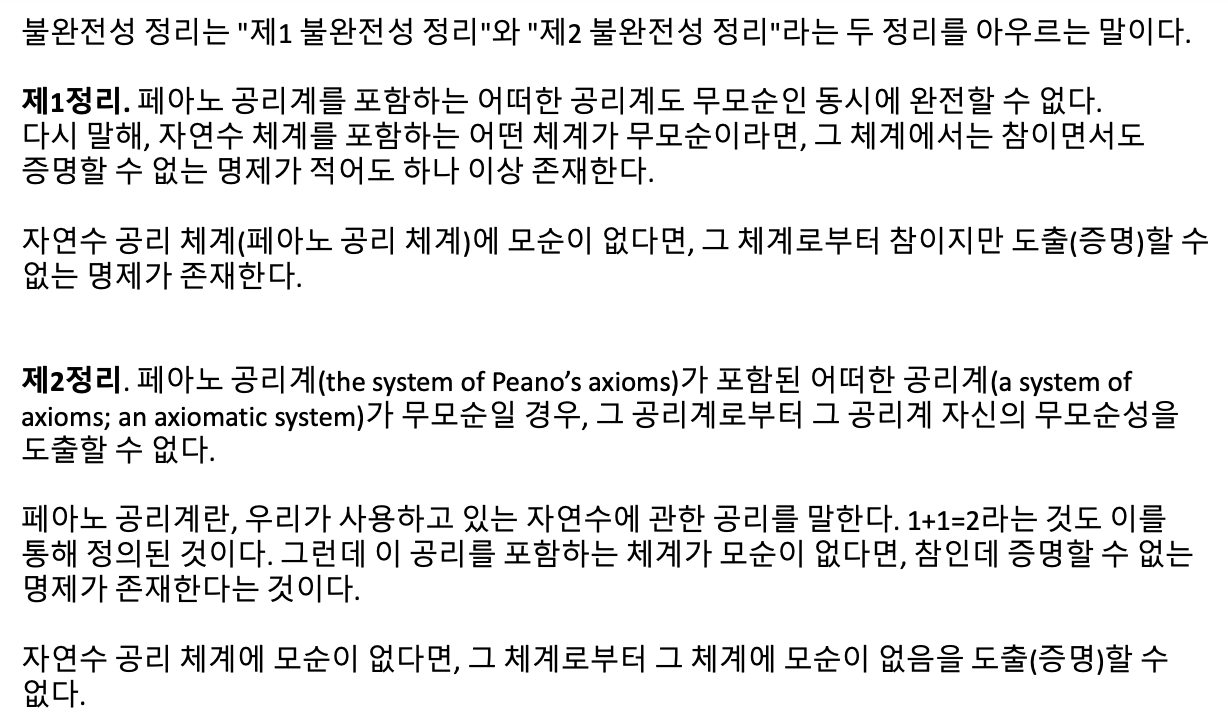 불완전성 정리는 "제1 불완전성 정리"와 "제2 불완전성 정리"라는 두 정리를 아우르는 말이다.
제1정리. 페아노 공리계를 포함하는 어떠한 공리계도 무모순인 동시에 완전할 수 없다.
다시 말해, 자연수 체계를 포함하는 어떤 체계가 무모순이라면, 그 체계에서는 참이면서도
증명할 수 없는 명제가 적어도 하나 이상 존재한다.
자연수 공리 체계(페아노 공리 체계)에 모순이 없다면, 그 체계로부터 참이지만 도출(증명)할 수
없는 명제가 존재한다.
제2정리. 페아노 공리계(the system of Peano’s axioms)가 포함된 어떠한 공리계(a system of
axioms; an axiomatic system)가 무모순일 경우, 그 공리계로부터 그 공리계 자신의 무모순성을
도출할 수 없다.
페아노 공리계란, 우리가 사용하고 있는 자연수에 관한 공리를 말한다. 1+1=2라는 것도 이를
통해 정의된 것이다. 그런데 이 공리를 포함하는 체계가 모순이 없다면, 참인데 증명할 수 없는
명제가 존재한다는 것이다.
자연수 공리 체계에 모순이 없다면, 그 체계로부터 그 체계에 모순이 없음을 도출(증명)할 수
없다.